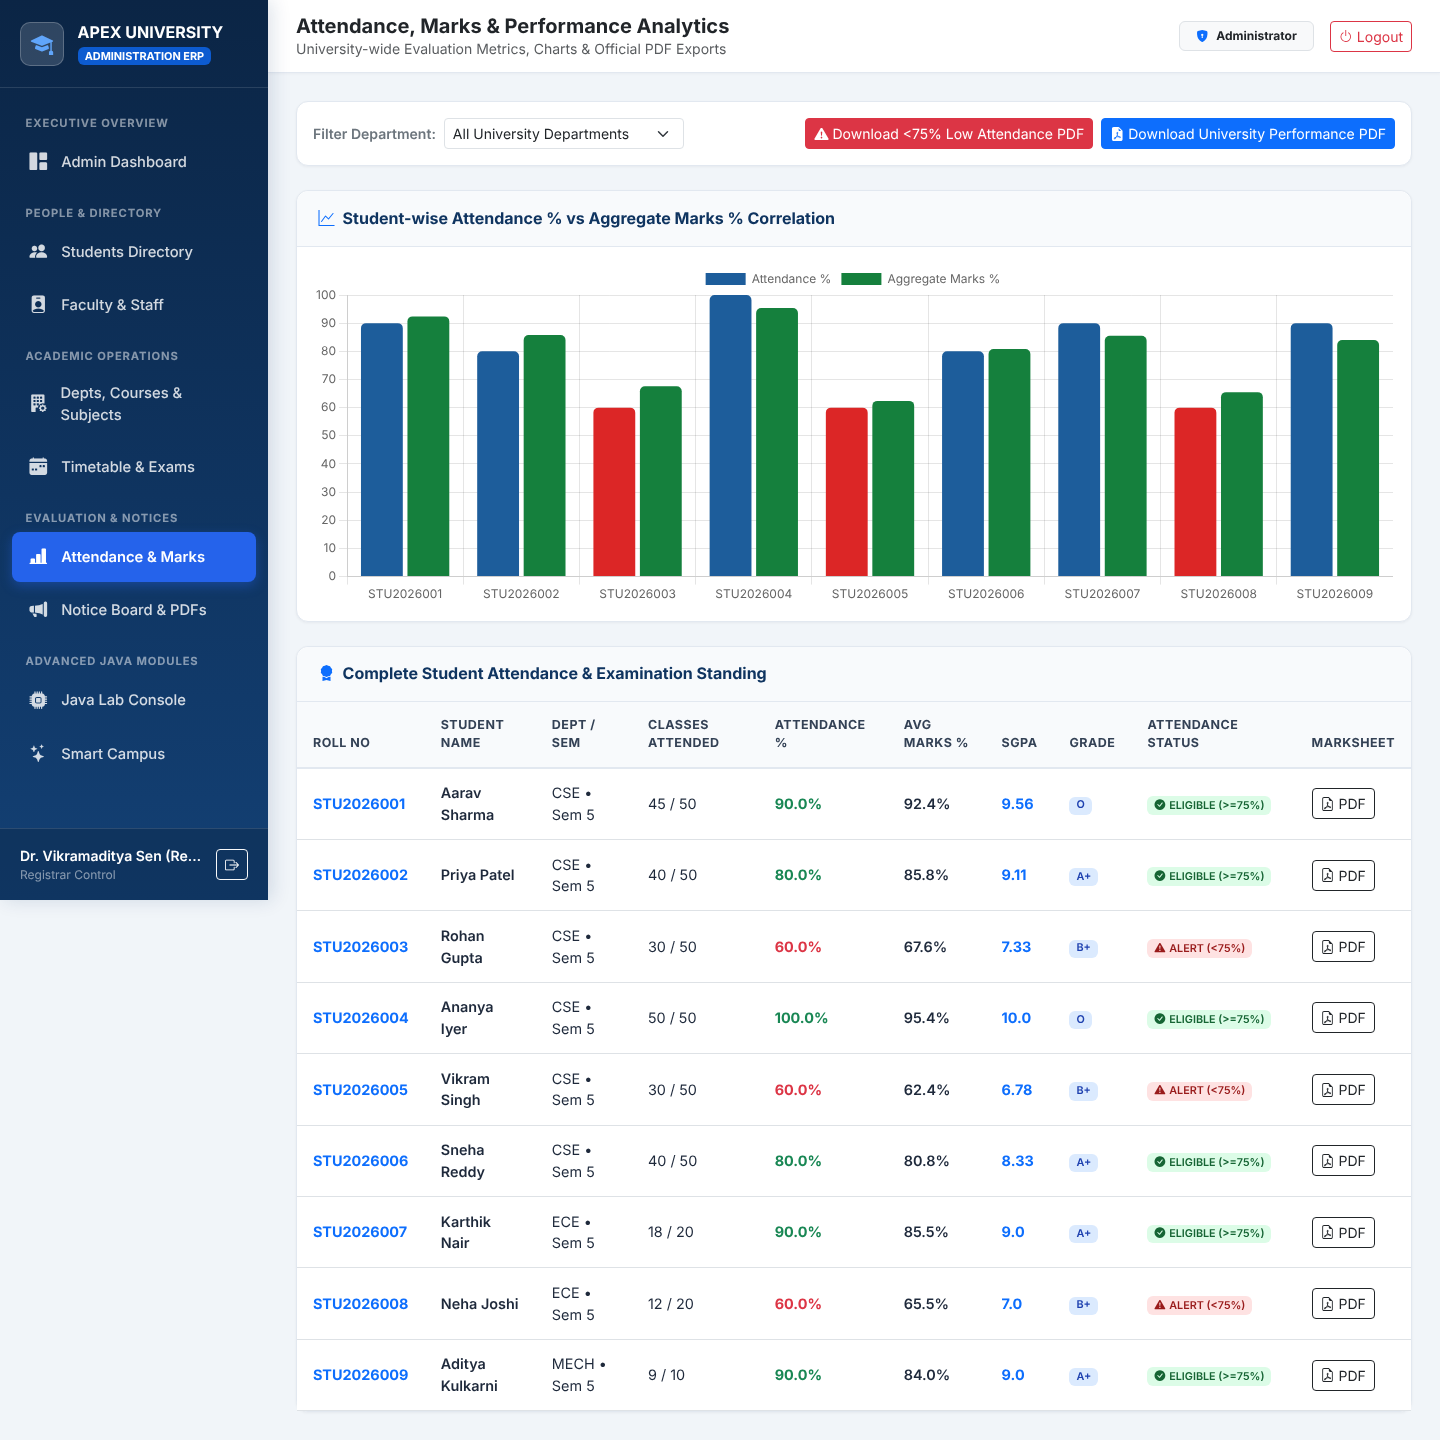 APEX UNIVERSITY
ADMINISTRATION ERP
EXECUTIVE OVERVIEW
Admin Dashboard
PEOPLE & DIRECTORY
Students Directory
Faculty & Staff
ACADEMIC OPERATIONS
Depts, Courses &
Subjects
Timetable & Exams
EVALUATION & NOTICES
Attendance & Marks
Notice Board & PDFs
ADVANCED JAVA MODULES
Java Lab Console
Smart Campus
Dr. Vikramaditya Sen (Re...
Registrar Control
Attendance, Marks & Performance Analytics
University-wide Evaluation Metrics, Charts & Official PDF Exports
Administrator
Logout
Filter Department: All University Departments
Download <75% Low Attendance PDF
Download University Performance PDF
Student-wise Attendance % vs Aggregate Marks % Correlation
Attendance % Aggregate Marks %
100
90
80
70
60
50
40
30
20
10
0
STU2026001 STU2026002 STU2026003 STU2026004 STU2026005 STU2026006 STU2026007 STU2026008 STU2026009
Complete Student Attendance & Examination Standing
ROLL NO STUDENT NAME DEPT / SEM CLASSES ATTENDED ATTENDANCE % AVG MARKS % SGPA GRADE ATTENDANCE STATUS MARKSHEET
STU2026001 Aarav Sharma CSE • Sem 5 45 / 50 90.0% 92.4% 9.56 O ELIGIBLE (>=75%) PDF
STU2026002 Priya Patel CSE • Sem 5 40 / 50 80.0% 85.8% 9.11 A+ ELIGIBLE (>=75%) PDF
STU2026003 Rohan Gupta CSE • Sem 5 30 / 50 60.0% 67.6% 7.33 B+ ALERT (<75%) PDF
STU2026004 Ananya Iyer CSE • Sem 5 50 / 50 100.0% 95.4% 10.0 O ELIGIBLE (>=75%) PDF
STU2026005 Vikram Singh CSE • Sem 5 30 / 50 60.0% 62.4% 6.78 B+ ALERT (<75%) PDF
STU2026006 Sneha Reddy CSE • Sem 5 40 / 50 80.0% 80.8% 8.33 A+ ELIGIBLE (>=75%) PDF
STU2026007 Karthik Nair ECE • Sem 5 18 / 20 90.0% 85.5% 9.0 A+ ELIGIBLE (>=75%) PDF
STU2026008 Neha Joshi ECE • Sem 5 12 / 20 60.0% 65.5% 7.0 B+ ALERT (<75%) PDF
STU2026009 Aditya Kulkarni MECH • Sem 5 9 / 10 90.0% 84.0% 9.0 A+ ELIGIBLE (>=75%) PDF